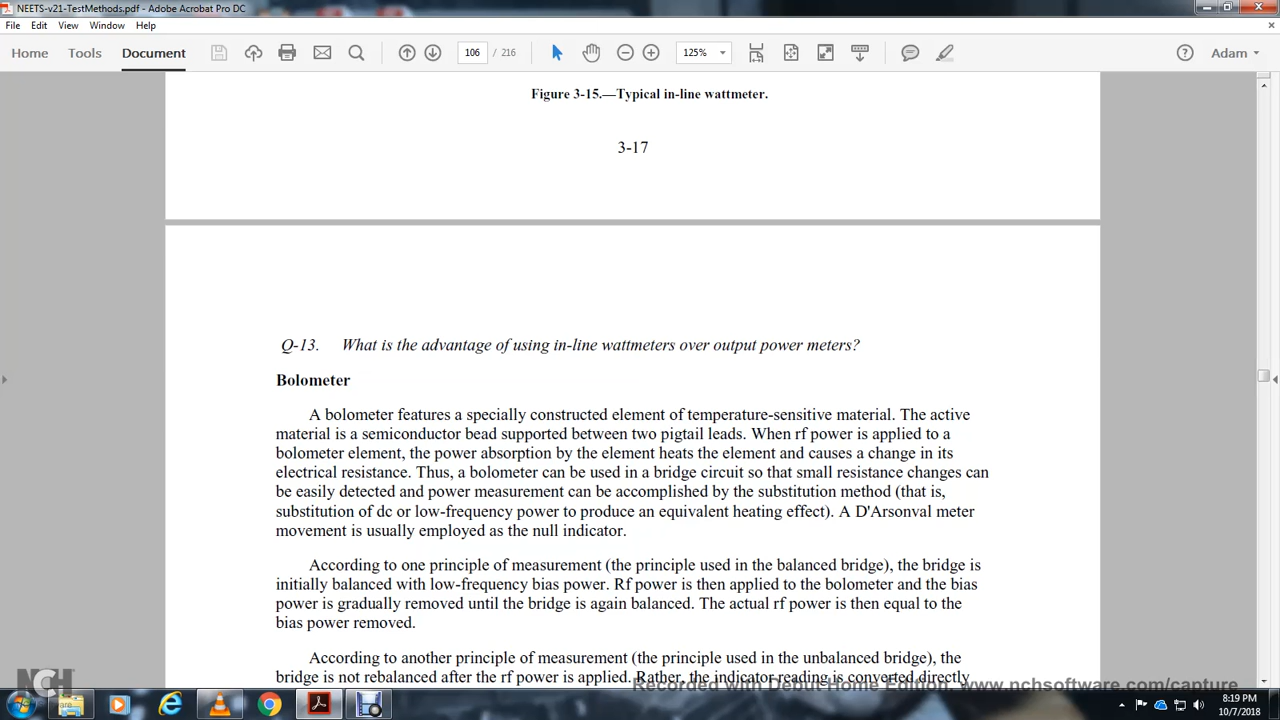 NEETS-v21-TestMethods.pdf - Adobe Acrobat Pro DC
File Edit View Window Help
Home Tools Document 106 / 216 125% Adam
Figure 3-15.—Typical in-line wattmeter.
3-17
Q-13. What is the advantage of using in-line wattmeters over output power meters?
Bolometer
A bolometer features a specially constructed element of temperature-sensitive material. The active
material is a semiconductor bead supported between two pigtail leads. When rf power is applied to a
bolometer element, the power absorption by the element heats the element and causes a change in its
electrical resistance. Thus, a bolometer can be used in a bridge circuit so that small resistance changes can
be easily detected and power measurement can be accomplished by the substitution method (that is,
substitution of dc or low-frequency power to produce an equivalent heating effect). A D'Arsonval meter
movement is usually employed as the null indicator.
According to one principle of measurement (the principle used in the balanced bridge), the bridge is
initially balanced with low-frequency bias power. Rf power is then applied to the bolometer and the bias
power is gradually removed until the bridge is again balanced. The actual rf power is then equal to the
bias power removed.
According to another principle of measurement (the principle used in the unbalanced bridge), the
bridge is not rebalanced after the rf power is applied. Rather, the indicator reading is converted directly
Recorded with Debut Home Edition www.nchsoftware.com/capture
NCH
8:19 PM
10/7/2018